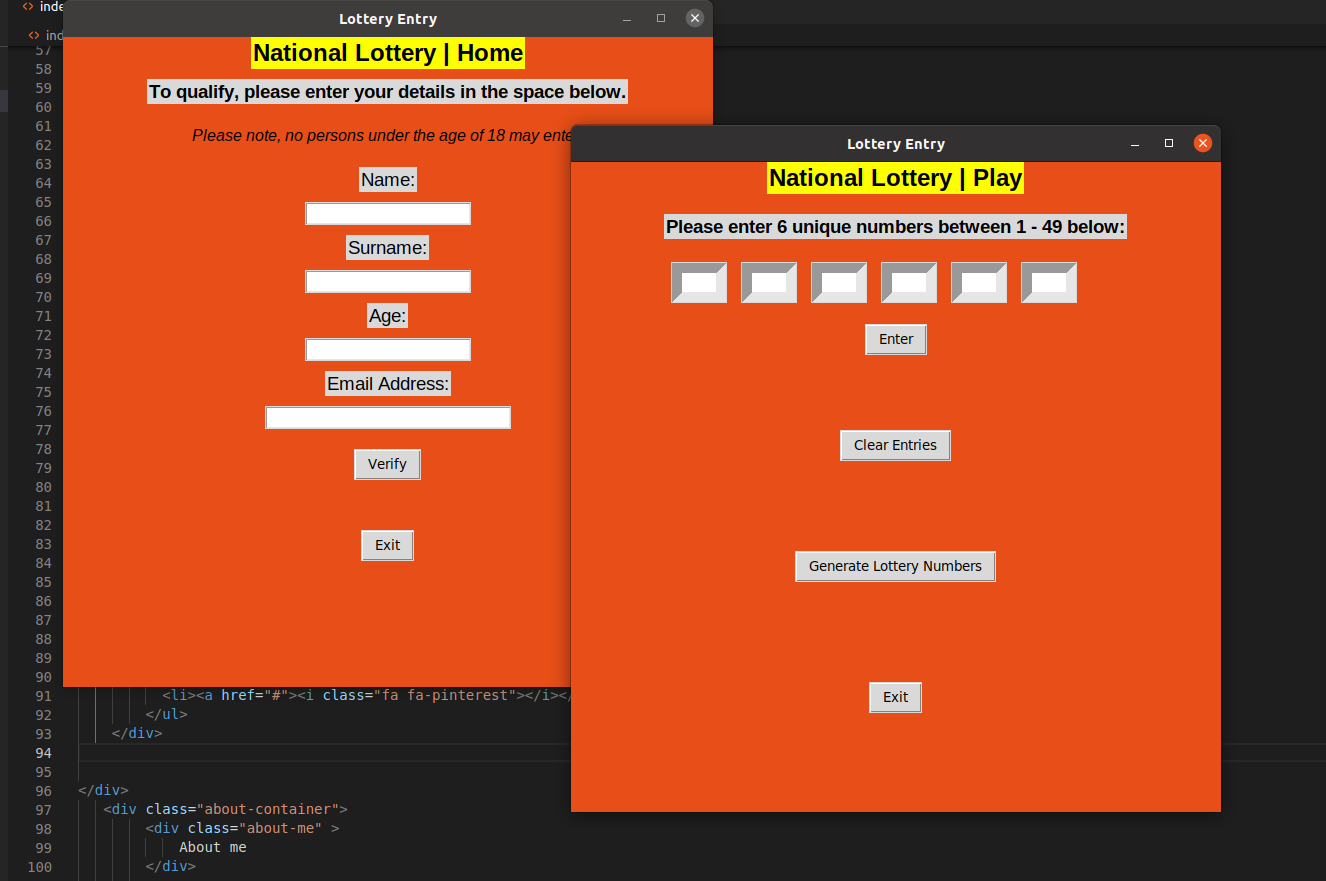 inde
ind
Lottery Entry
National Lottery | Home
To qualify, please enter your details in the space below.
Please note, no persons under the age of 18 may ente
Name:
Surname:
Age:
Email Address:
Verify
Exit
Lottery Entry
National Lottery | Play
Please enter 6 unique numbers between 1 - 49 below:
Enter
Clear Entries
Generate Lottery Numbers
Exit
57
58
59
60
61
62
63
64
65
66
67
68
69
70
71
72
73
74
75
76
77
78
79
80
81
82
83
84
85
86
87
88
89
90
91 <li><a href="#"><i class="fa fa-pinterest"></i></
92 </ul>
93 </div>
94
95
96 </div>
97 <div class="about-container">
98 <div class="about-me" >
99 About me
100 </div>